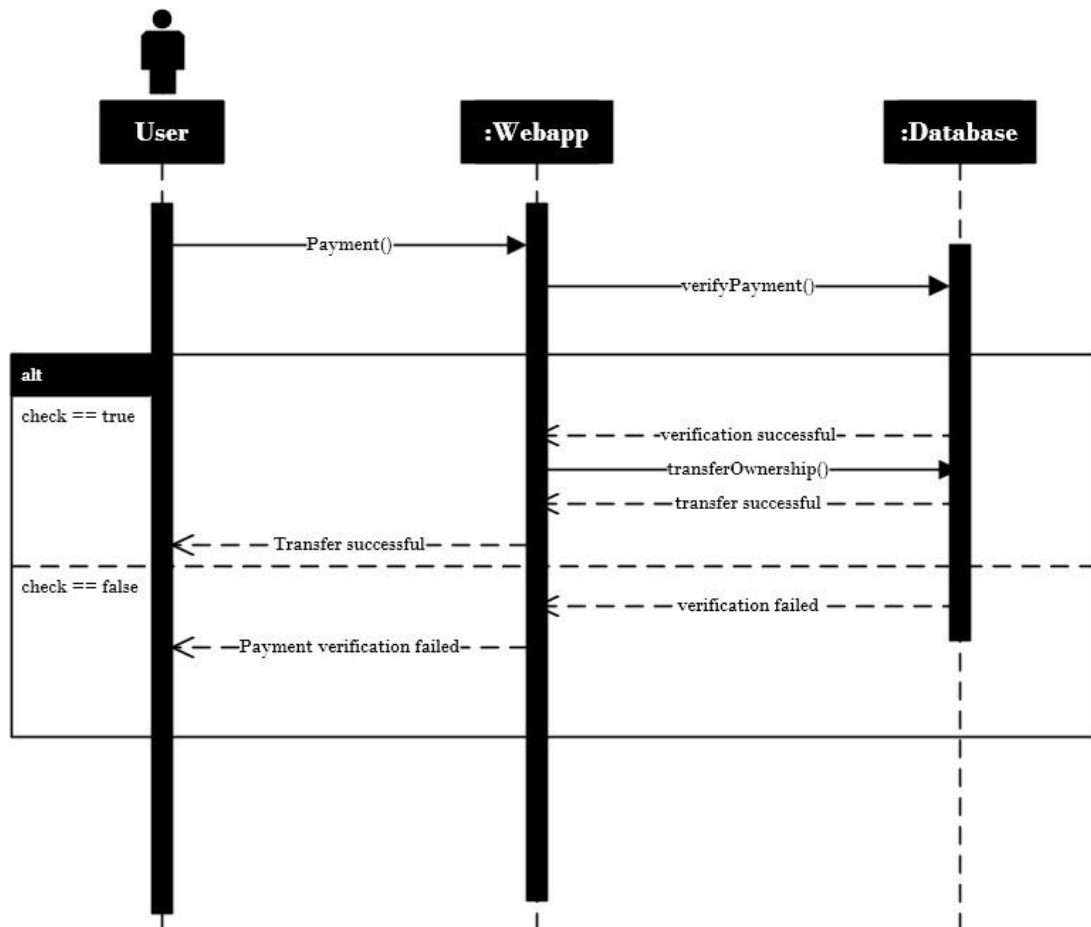 User
:Webapp
:Database
Payment()
verifyPayment()
alt
check == true
verification successful
transferOwnership()
transfer successful
Transfer successful
check == false
verification failed
Payment verification failed